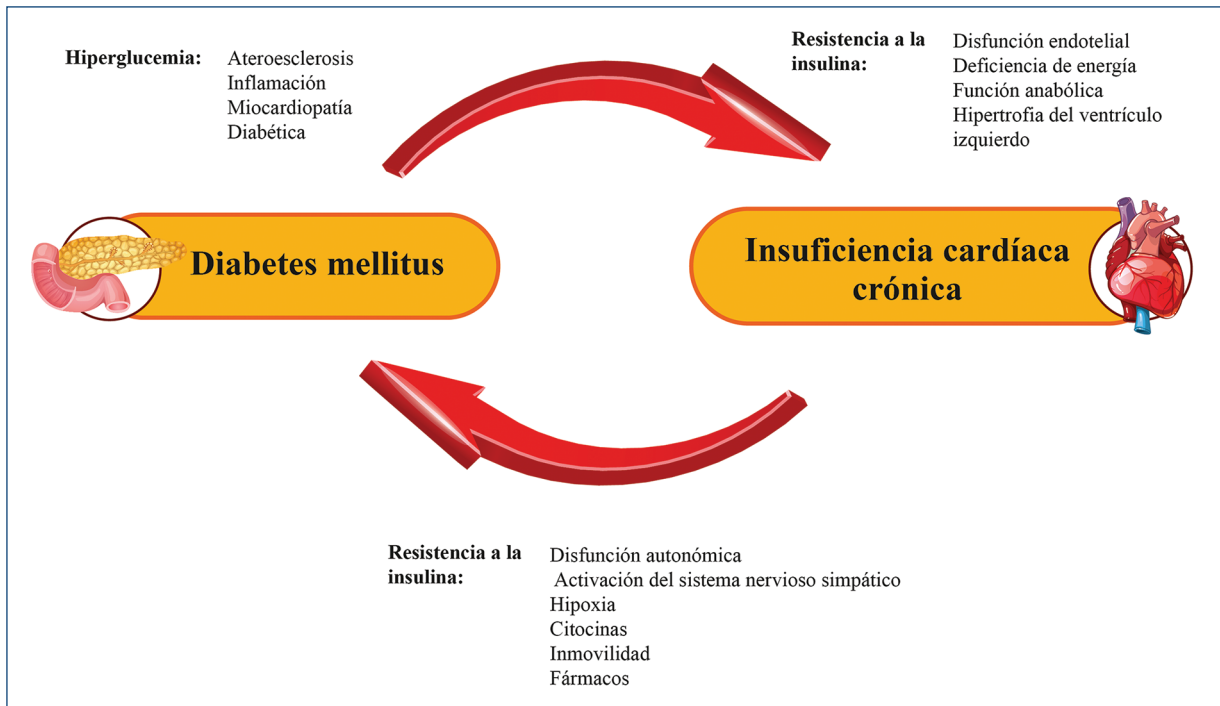 Hiperglucemia:
Ateroesclerosis
Inflamación
Miocardiopatía
Diabética
Resistencia a la
insulina:
Disfunción endotelial
Deficiencia de energía
Función anabólica
Hipertrofia del ventrículo
izquierdo
Diabetes mellitus
Insuficiencia cardíaca
crónica
Resistencia a la
insulina:
Disfunción autonómica
Activación del sistema nervioso simpático
Hipoxia
Citocinas
Inmovilidad
Fármacos